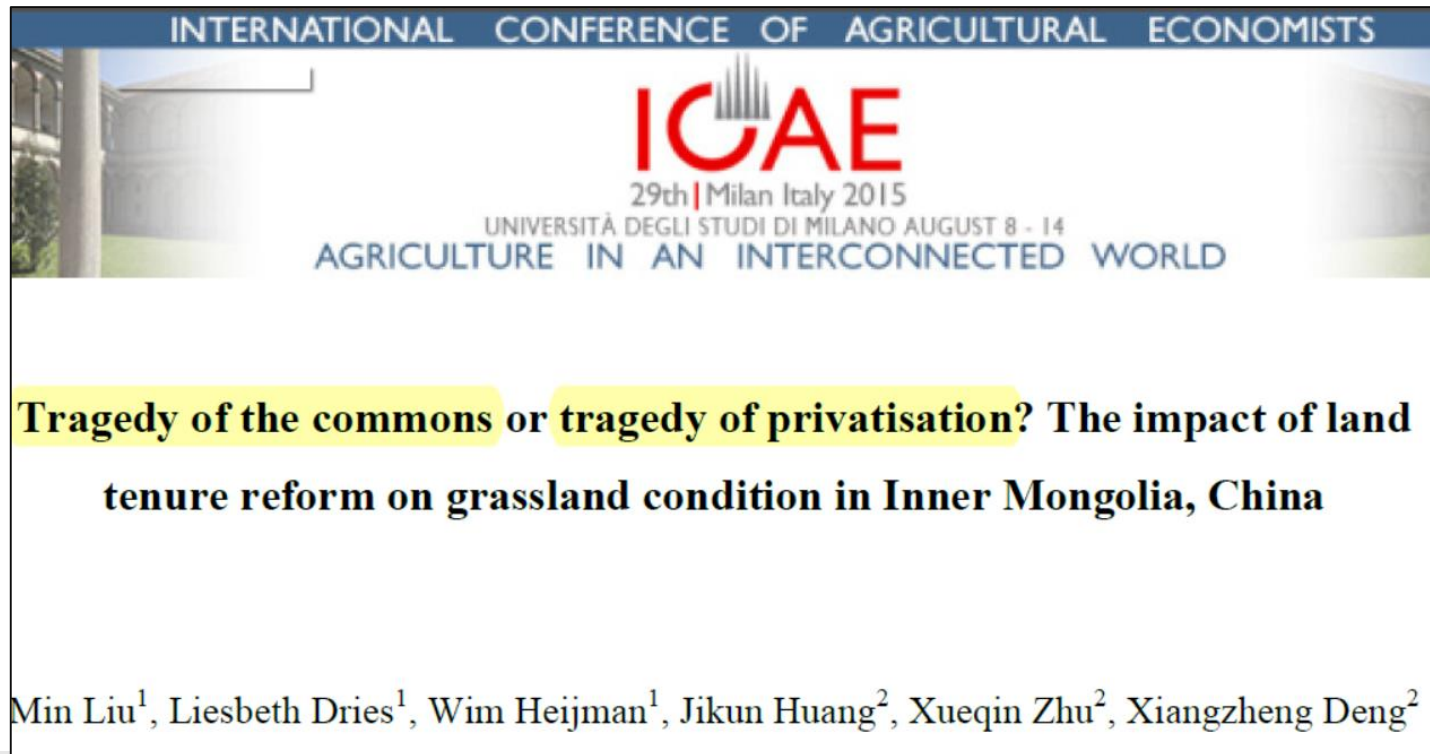 INTERNATIONAL CONFERENCE OF AGRICULTURAL ECONOMISTS
ICAE
29th | Milan Italy 2015
UNIVERSITÀ DEGLI STUDI DI MILANO AUGUST 8 - 14
AGRICULTURE IN AN INTERCONNECTED WORLD
Tragedy of the commons or tragedy of privatisation? The impact of land
tenure reform on grassland condition in Inner Mongolia, China
Min Liu¹, Liesbeth Dries¹, Wim Heijman¹, Jikun Huang², Xueqin Zhu², Xiangzheng Deng²